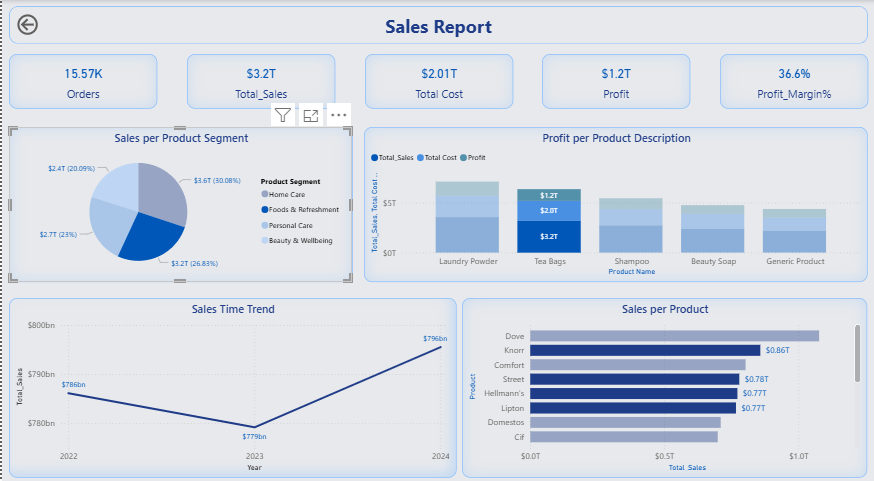 Sales Report
15.57K
Orders
$3.2T
Total_Sales
$2.01T
Total Cost
$1.2T
Profit
36.6%
Profit_Margin%
Sales per Product Segment
$2.4T (20.09%)
$3.6T (30.08%)
$2.7T (23%)
$3.2T (26.83%)
Product Segment
Home Care
Foods & Refreshment
Personal Care
Beauty & Wellbeing
Profit per Product Description
Total_Sales Total Cost Profit
Total_Sales, Total Cost ...
$5T
$0T
$1.2T
$2.0T
$3.2T
Laundry Powder
Tea Bags
Shampoo
Beauty Soap
Generic Product
Product Name
Sales Time Trend
Total_Sales
$800bn
$790bn
$780bn
$786bn
$779bn
$796bn
2022
2023
2024
Year
Sales per Product
Product
Dove
Knorr $0.86T
Comfort
Street $0.78T
Hellmann's $0.77T
Lipton $0.77T
Domestos
Cif
$0.0T
$0.5T
$1.0T
Total_Sales